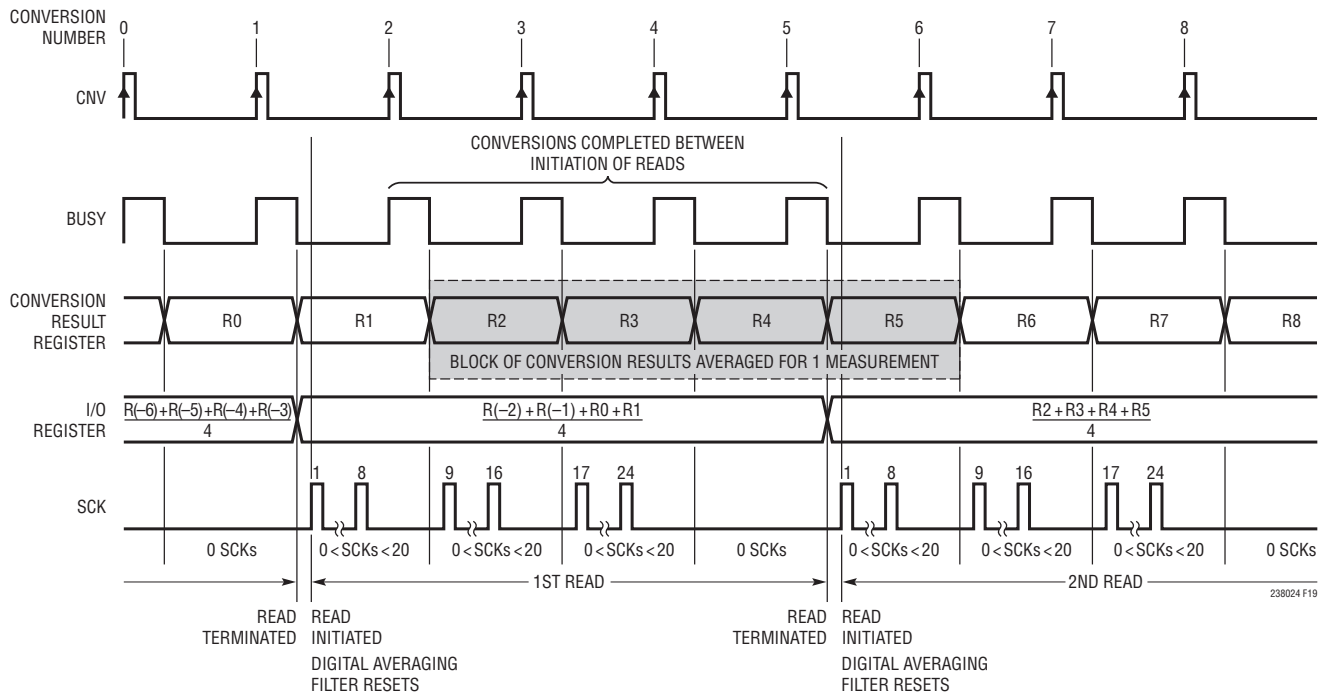 CONVERSION
NUMBER
0 1 2 3 4 5 6 7 8
CNV
CONVERSIONS COMPLETED BETWEEN
INITIATION OF READS
BUSY
CONVERSION
RESULT
REGISTER
R0 R1 R2 R3 R4 R5 R6 R7 R8
BLOCK OF CONVERSION RESULTS AVERAGED FOR 1 MEASUREMENT
I/O
REGISTER
R(–6)+R(–5)+R(–4)+R(–3) R(–2) + R(–1) + R0 + R1 R2 + R3 + R4 + R5
4 4 4
SCK
1 8 9 16 17 24 1 8 9 16 17 24
0 SCKs 0 <SCKs< 20 0 <SCKs< 20 0 <SCKs< 20 0 SCKs 0 <SCKs< 20 0 <SCKs< 20 0 <SCKs< 20 0 SCKs
1ST READ 2ND READ
238024 F19
READ
TERMINATED
READ
INITIATED
DIGITAL AVERAGING
FILTER RESETS
READ
TERMINATED
READ
INITIATED
DIGITAL AVERAGING
FILTER RESETS